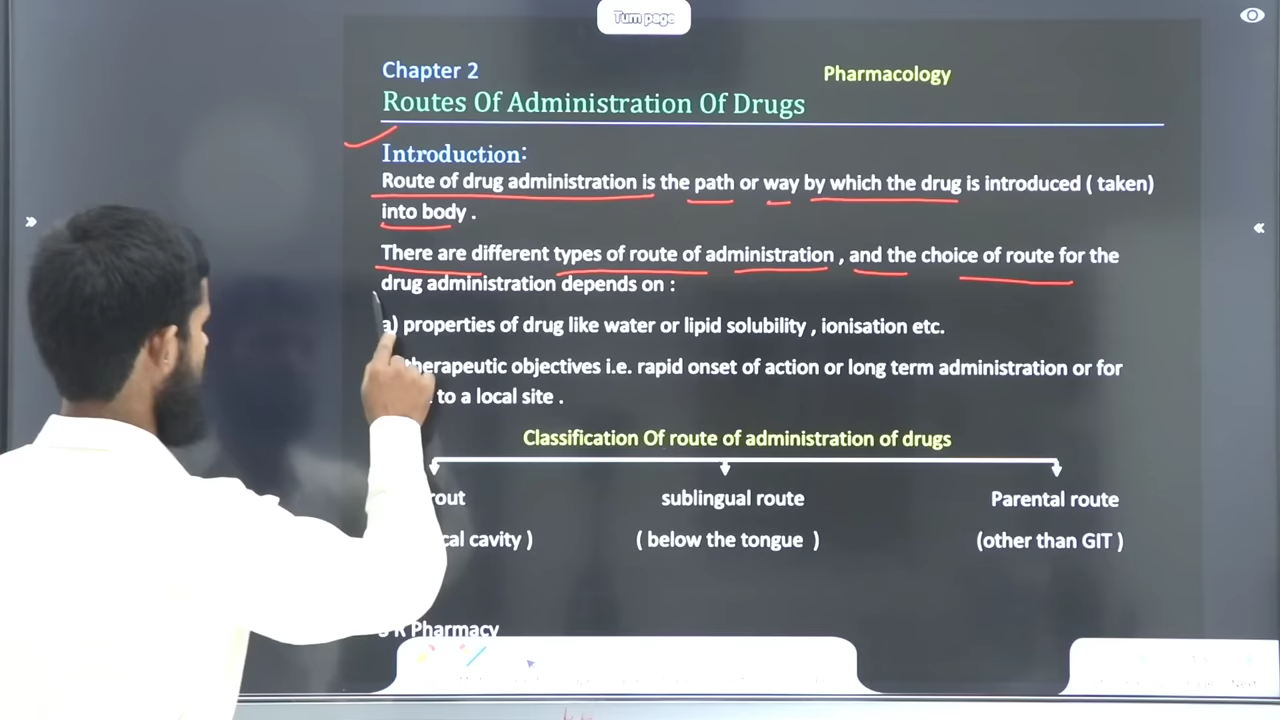 Turn page
Chapter 2
Pharmacology
Routes Of Administration Of Drugs
Introduction:
Route of drug administration is the path or way by which the drug is introduced ( taken)
into body .
There are different types of route of administration , and the choice of route for the
drug administration depends on :
a) properties of drug like water or lipid solubility , ionisation etc.
therapeutic objectives i.e. rapid onset of action or long term administration or for
to a local site .
Classification Of route of administration of drugs
rout
sublingual route
Parental route
cal cavity )
( below the tongue )
(other than GIT )
R Pharmacy
Next